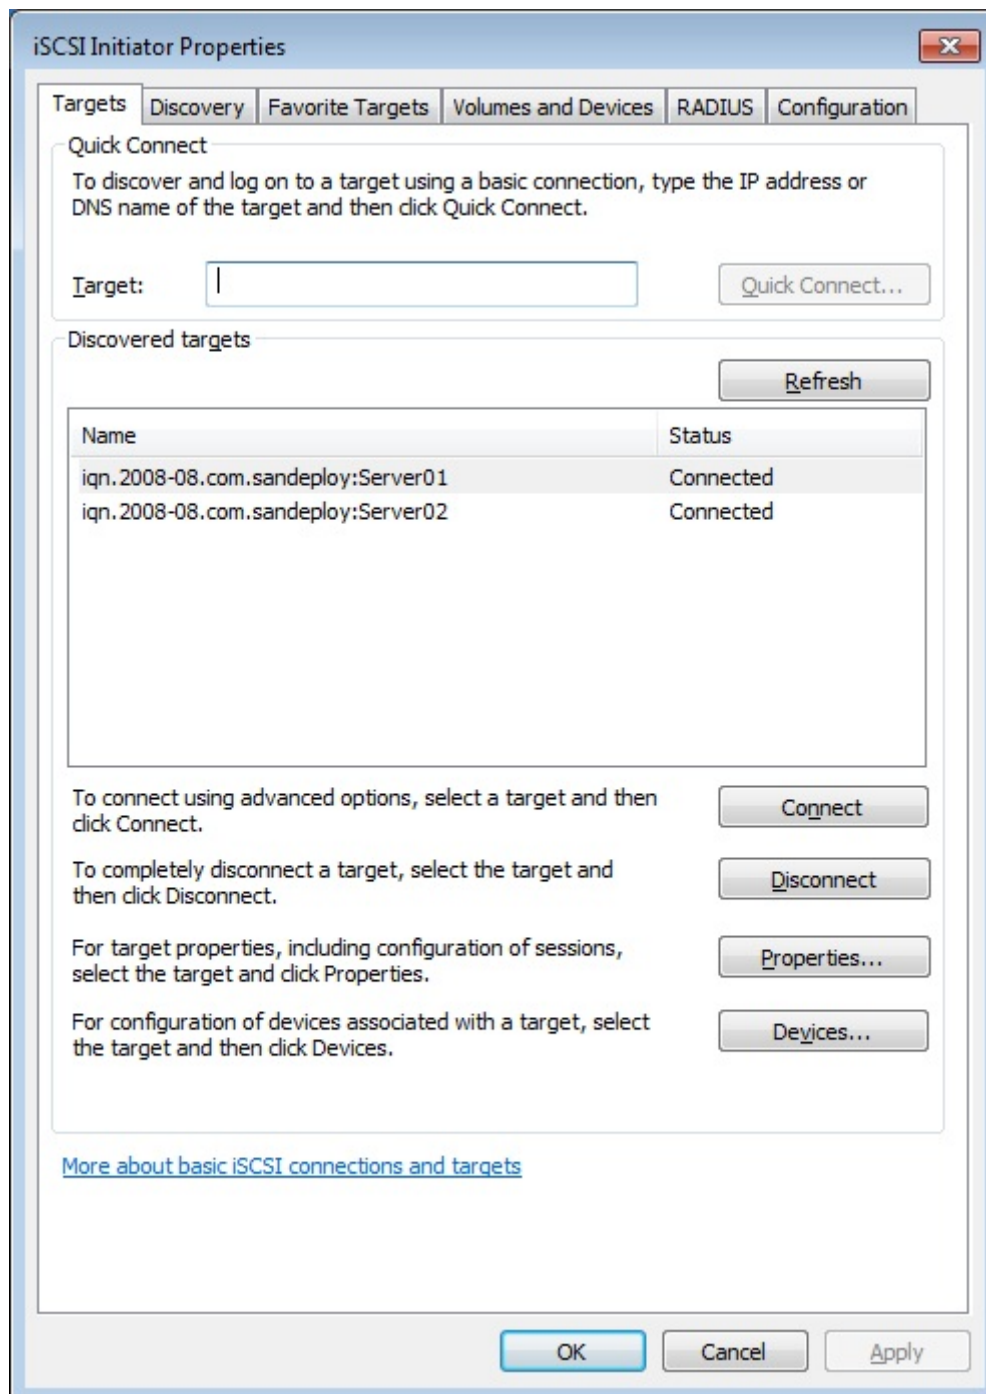 iSCSI Initiator Properties
Targets Discovery Favorite Targets Volumes and Devices RADIUS Configuration
Quick Connect
To discover and log on to a target using a basic connection, type the IP address or
DNS name of the target and then click Quick Connect.
Target:
Quick Connect...
Discovered targets
Refresh
Name Status
iqn.2008-08.com.sandeploy:Server01 Connected
iqn.2008-08.com.sandeploy:Server02 Connected
To connect using advanced options, select a target and then
click Connect.
Connect
To completely disconnect a target, select the target and
then click Disconnect.
Disconnect
For target properties, including configuration of sessions,
select the target and click Properties.
Properties...
For configuration of devices associated with a target, select
the target and then click Devices.
Devices...
More about basic iSCSI connections and targets
OK Cancel Apply